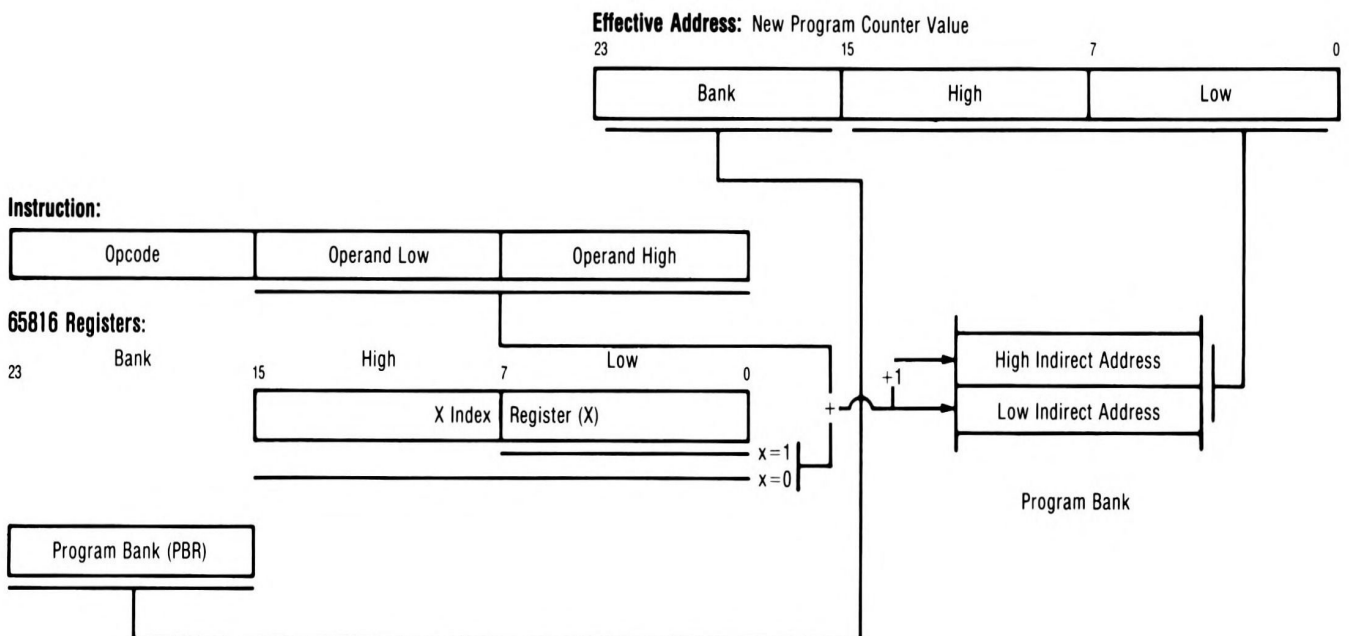 Effective Address: New Program Counter Value
23 15 7 0
Bank High Low
Instruction:
Opcode Operand Low Operand High
65816 Registers:
Bank High Low
23 15 7 0
X Index Register (X)
x=1
x=0
+
+1
High Indirect Address
Low Indirect Address
Program Bank
Program Bank (PBR)